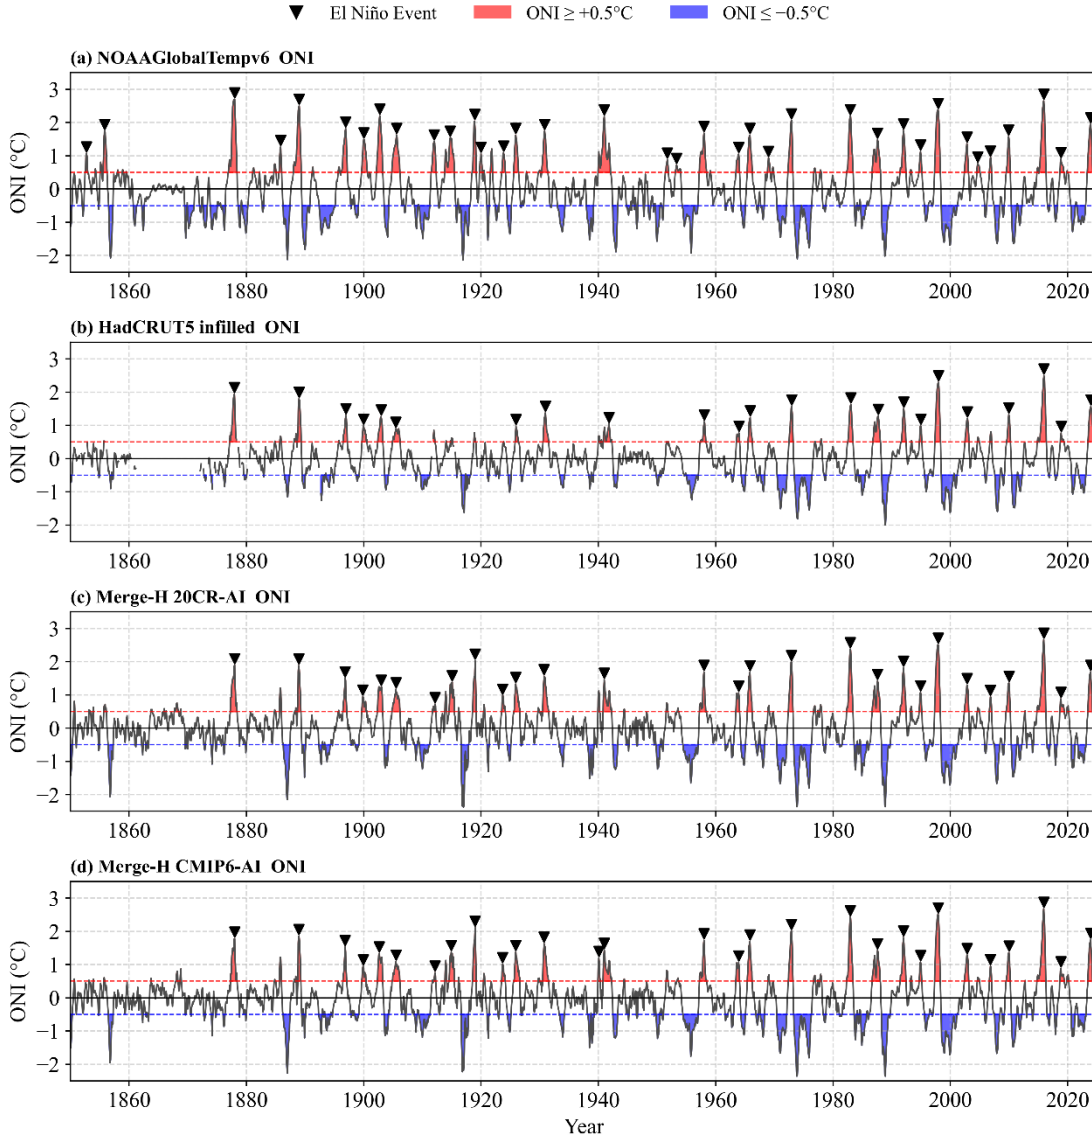 El Niño Event ONI ≥ +0.5°C ONI ≤ −0.5°C
(a) NOAAGlobalTempv6 ONI
ONI (°C)
3
2
1
0
−1
−2
1860 1880 1900 1920 1940 1960 1980 2000 2020
(b) HadCRUT5 infilled ONI
ONI (°C)
3
2
1
0
−1
−2
1860 1880 1900 1920 1940 1960 1980 2000 2020
(c) Merge-H 20CR-AI ONI
ONI (°C)
3
2
1
0
−1
−2
1860 1880 1900 1920 1940 1960 1980 2000 2020
(d) Merge-H CMIP6-AI ONI
ONI (°C)
3
2
1
0
−1
−2
1860 1880 1900 1920 1940 1960 1980 2000 2020
Year